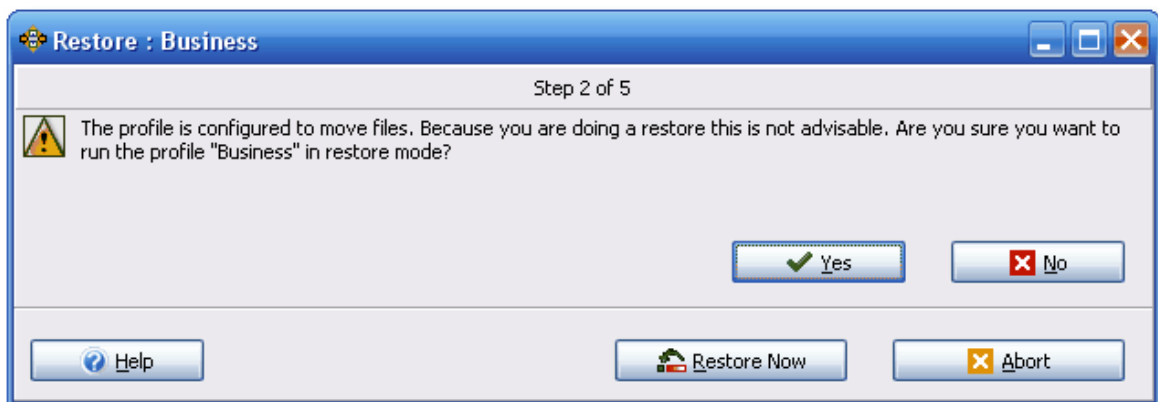 Restore : Business
Step 2 of 5
The profile is configured to move files. Because you are doing a restore this is not advisable. Are you sure you want to
run the profile "Business" in restore mode?
Yes
No
Help
Restore Now
Abort